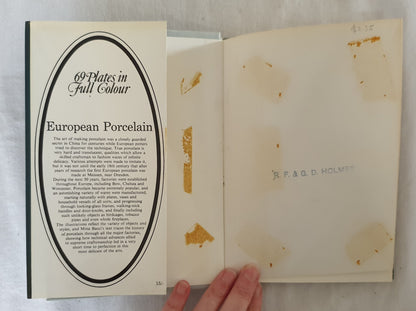 69 Plates in
Full Colour
European Porcelain
The art of making porcelain was a closely guarded
secret in China for centuries while European potters
tried to discover the technique. True porcelain is
very hard and translucent, qualities which allow a
skilled craftsman to fashion wares of infinite
delicacy. Various attempts were made to imitate it,
but it was not until the early 18th century that after
years of research the first European porcelain was
made at Meissen, near Dresden.
During the next 50 years, factories were established
throughout Europe, including Bow, Chelsea and
Worcester. Porcelain became extremely popular, and
an astonishing variety of wares were manufactured,
starting naturally with plates, vases and
household vessels of all sorts, and progressing
through looking-glass frames, walking-stick
handles and door-knobs, and finally including
such unlikely objects as birdcages, tobacco
pipes and even whole fireplaces.
The illustrations reflect the variety of objects and
styles, and Mina Bacci's text traces the history
of porcelain through all the major factories,
showing how technical advances allied
to supreme craftsmanship led in a very
short time to perfection in this
most delicate of the arts.
R. F. & G. D. HOLMES